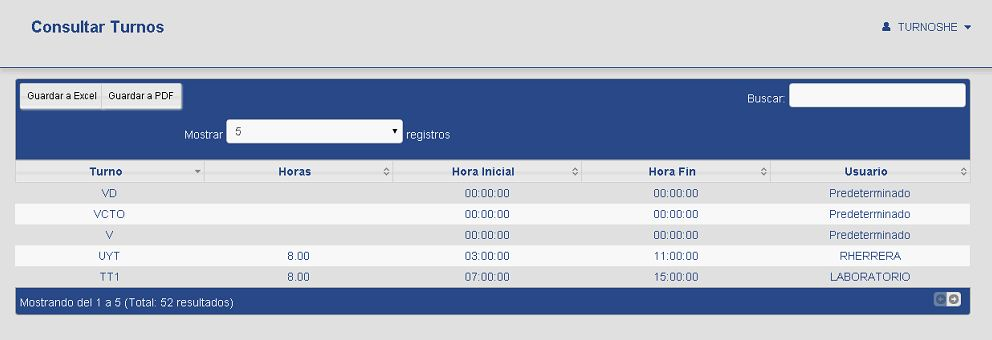 Consultar Turnos
TURNOSHE
Guardar a Excel Guardar a PDF
Buscar:
Mostrar 5 registros
Turno Horas Hora Inicial Hora Fin Usuario
VD 00:00:00 00:00:00 Predeterminado
VCTO 00:00:00 00:00:00 Predeterminado
V 00:00:00 00:00:00 Predeterminado
UYT 8.00 03:00:00 11:00:00 RHERRERA
TT1 8.00 07:00:00 15:00:00 LABORATORIO
Mostrando del 1 a 5 (Total: 52 resultados)